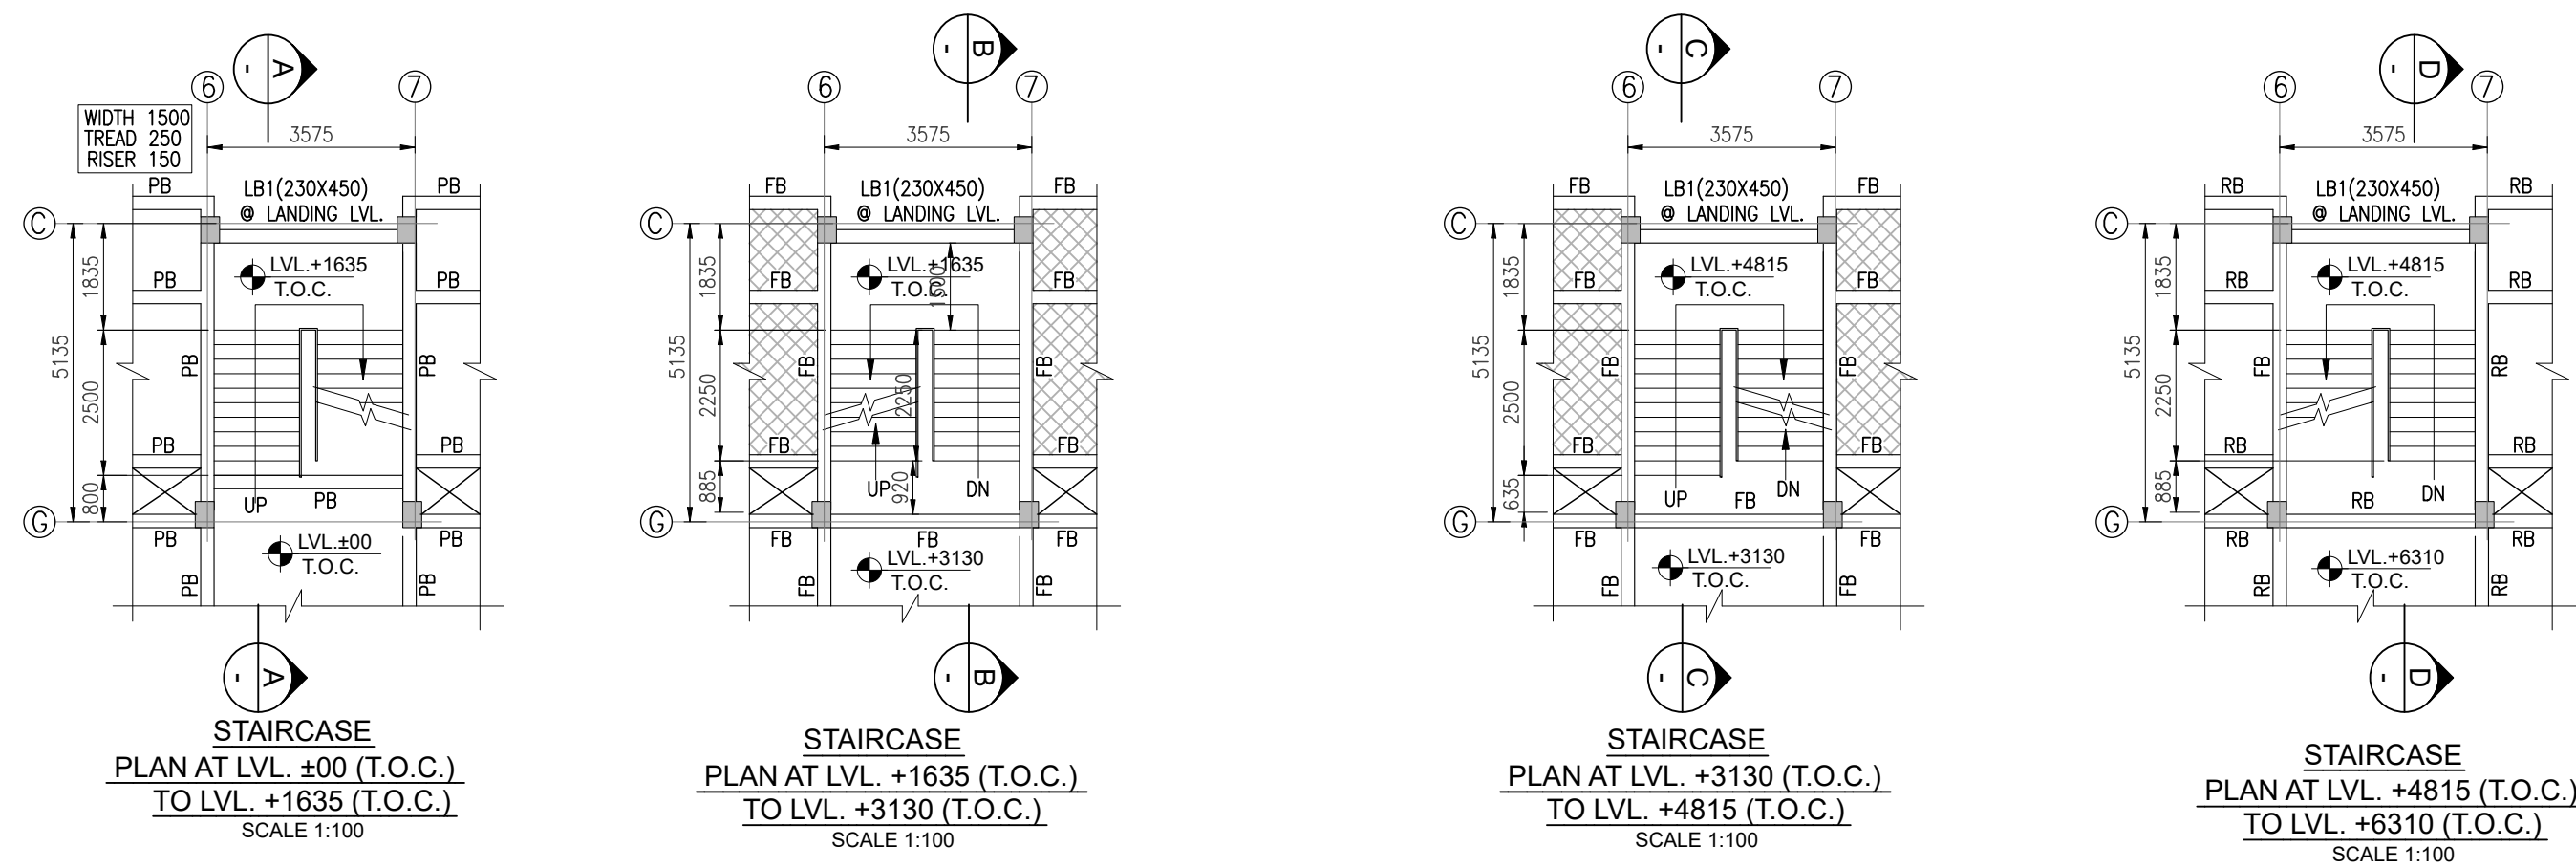 A
-
6
7
WIDTH 1500
TREAD 250
RISER 150
3575
PB
LB1(230X450)
@ LANDING LVL.
PB
C
1835
5135
2500
800
G
LVL.+1635
T.O.C.
PB
PB
PB
PB
PB
PB
UP
PB
PB
PB
LVL.±00
T.O.C.
PB
PB
A
-
STAIRCASE
PLAN AT LVL. ±00 (T.O.C.)
TO LVL. +1635 (T.O.C.)
SCALE 1:100
B
-
6
7
3575
FB
LB1(230X450)
@ LANDING LVL.
FB
C
1835
5135
2250
885
G
LVL.+1635
T.O.C.
1500
FB
FB
FB
FB
2250
FB
FB
UP
920
DN
FB
FB
FB
LVL.+3130
T.O.C.
FB
FB
B
-
STAIRCASE
PLAN AT LVL. +1635 (T.O.C.)
TO LVL. +3130 (T.O.C.)
SCALE 1:100
C
-
6
7
3575
FB
LB1(230X450)
@ LANDING LVL.
FB
C
1835
5135
2500
635
G
LVL.+4815
T.O.C.
FB
FB
FB
FB
FB
FB
UP
FB
DN
FB
FB
LVL.+3130
T.O.C.
FB
FB
C
-
STAIRCASE
PLAN AT LVL. +3130 (T.O.C.)
TO LVL. +4815 (T.O.C.)
SCALE 1:100
D
-
6
7
3575
RB
LB1(230X450)
@ LANDING LVL.
RB
C
1835
5135
2250
885
G
LVL.+4815
T.O.C.
RB
RB
FB
RB
RB
RB
RB
DN
RB
RB
LVL.+6310
T.O.C.
RB
RB
D
-
STAIRCASE
PLAN AT LVL. +4815 (T.O.C.)
TO LVL. +6310 (T.O.C.)
SCALE 1:100